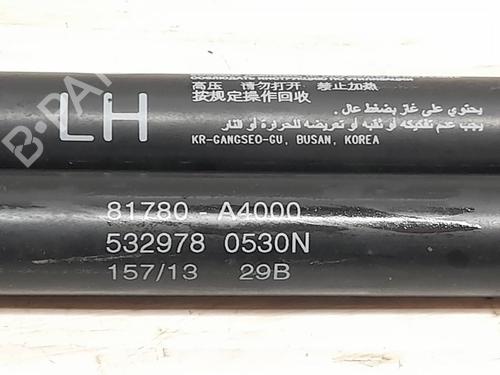 高压 请勿打开 禁止加热
按规定操作回收
يحتوي على غاز بضغط عال.
يجب عدم تفكيكه أو ثقبه أو تعريضه للحرارة أو النار
KR-GANGSEO-GU, BUSAN, KOREA
LH
B-PAR
81780 - A4000
532978 0530N
157/13 29B